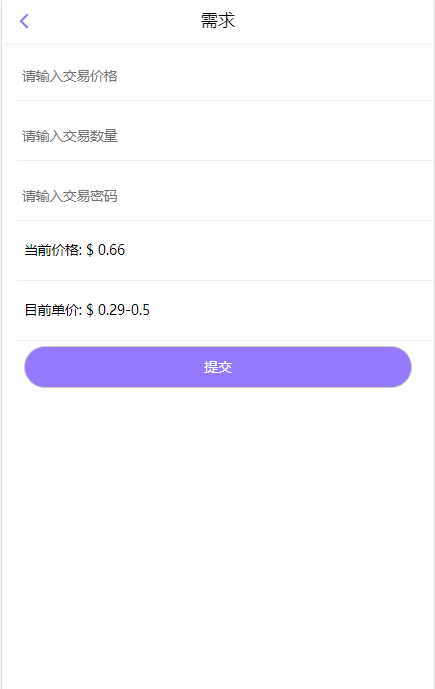 需求
请输入交易价格
请输入交易数量
请输入交易密码
当前价格: $ 0.66
目前单价: $ 0.29-0.5
提交